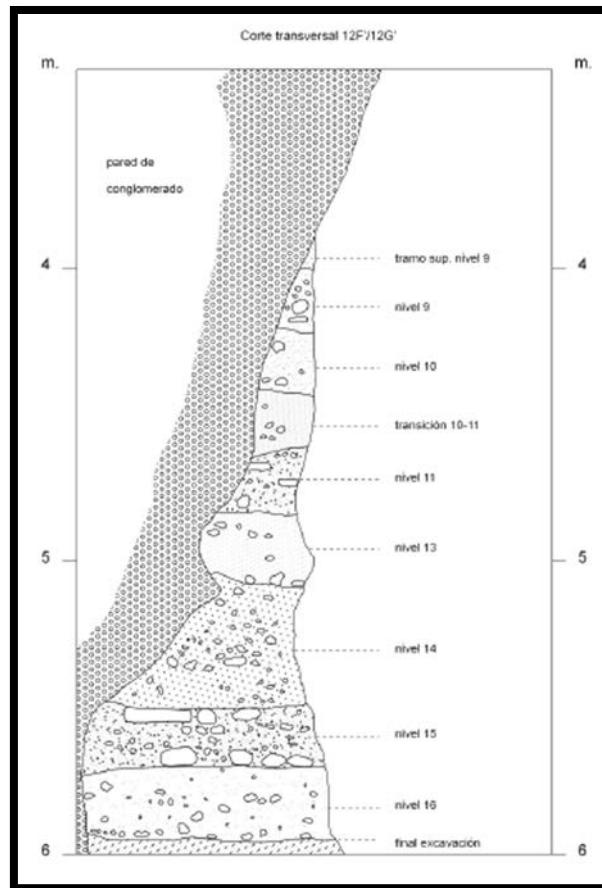 Corte transversal 12F'/12G'
m.
m.
pared de
conglomerado
4
tramo sup. nivel 9
4
nivel 9
nivel 10
transición 10-11
nivel 11
5
nivel 13
5
nivel 14
nivel 15
nivel 16
final excavación
6
6